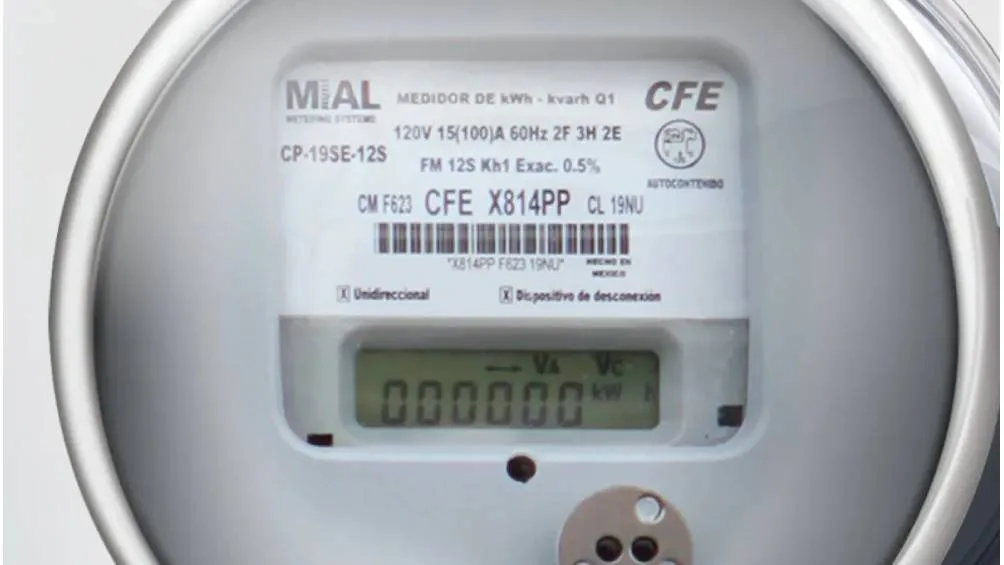 MIAL
METERING SYSTEMS
MEDIDOR DE kWh - kvarh Q1
CFE
120V 15(100)A 60Hz 2F 3H 2E
CP-19SE-12S
FM 12S Kh1 Exac. 0.5%
AUTOCONTENIDO
CM F623 CFE X814PP CL 19NU
"X814PP F623 19NU"
HECHO EN
MEXICO
X Unidireccional
X Dispositivo de desconexión
VA VC
000000 kW h